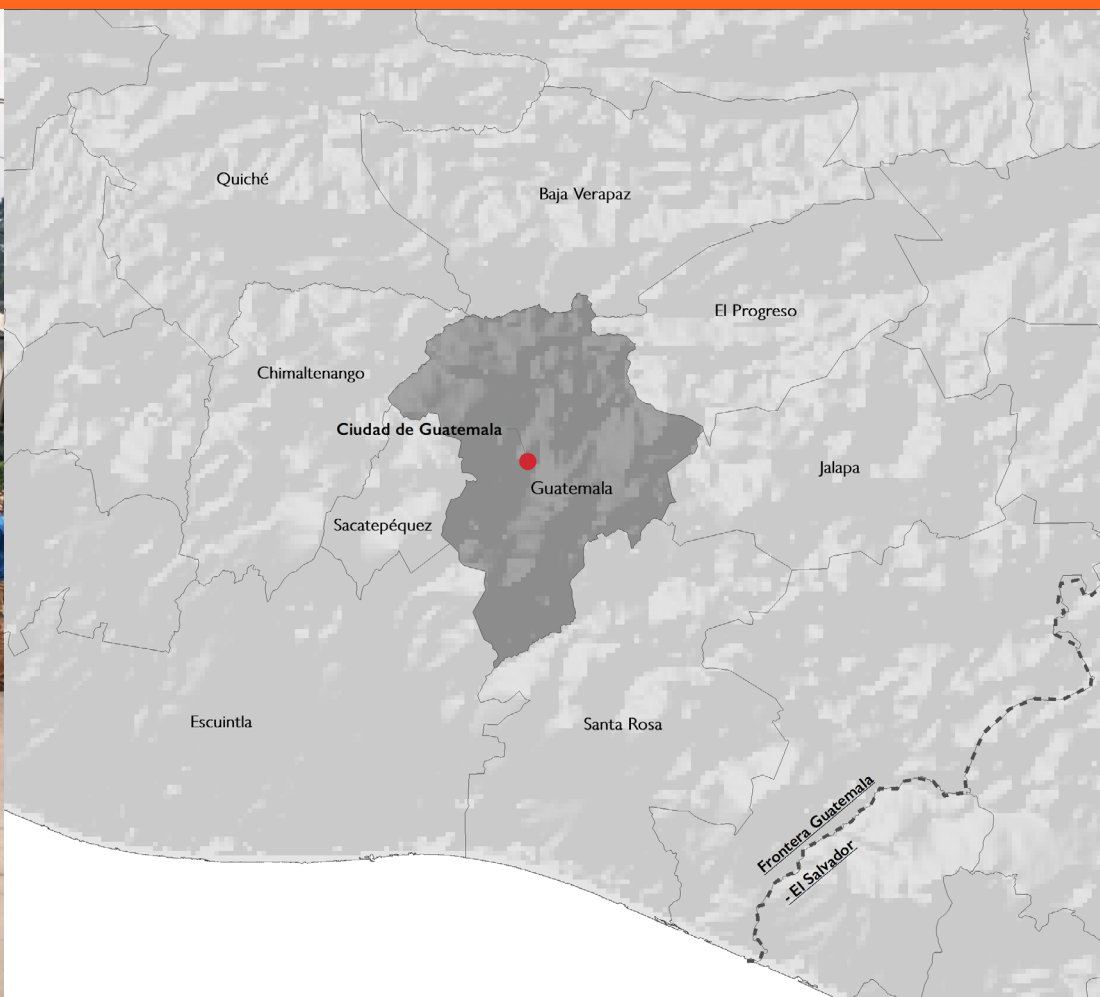 Quiché
Baja Verapaz
El Progreso
Chimaltenango
Ciudad de Guatemala
Jalapa
Guatemala
Sacatepéquez
Escuintla
Santa Rosa
Frontera Guatemala
- El Salvador